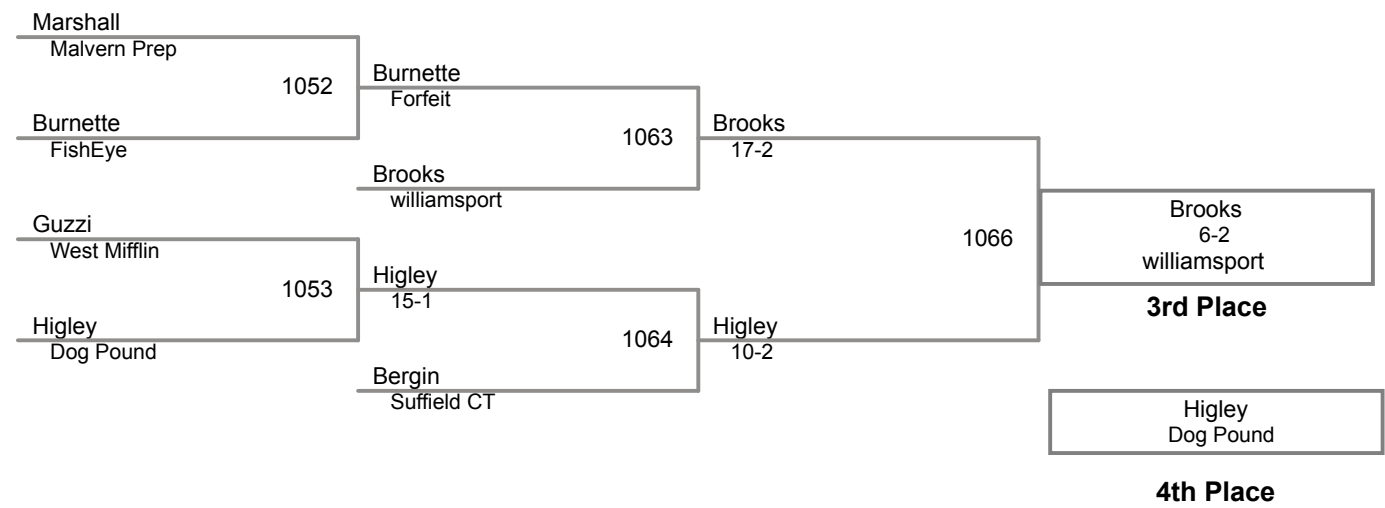 Marshall
Malvern Prep
1052
Burnette
Forfeit
Burnette
FishEye
1063
Brooks
17-2
Brooks
williamsport
Guzzi
West Mifflin
1066
Brooks
6-2
williamsport
3rd Place
1053
Higley
15-1
Higley
Dog Pound
1064
Higley
10-2
Bergin
Suffield CT
Higley
Dog Pound
4th Place